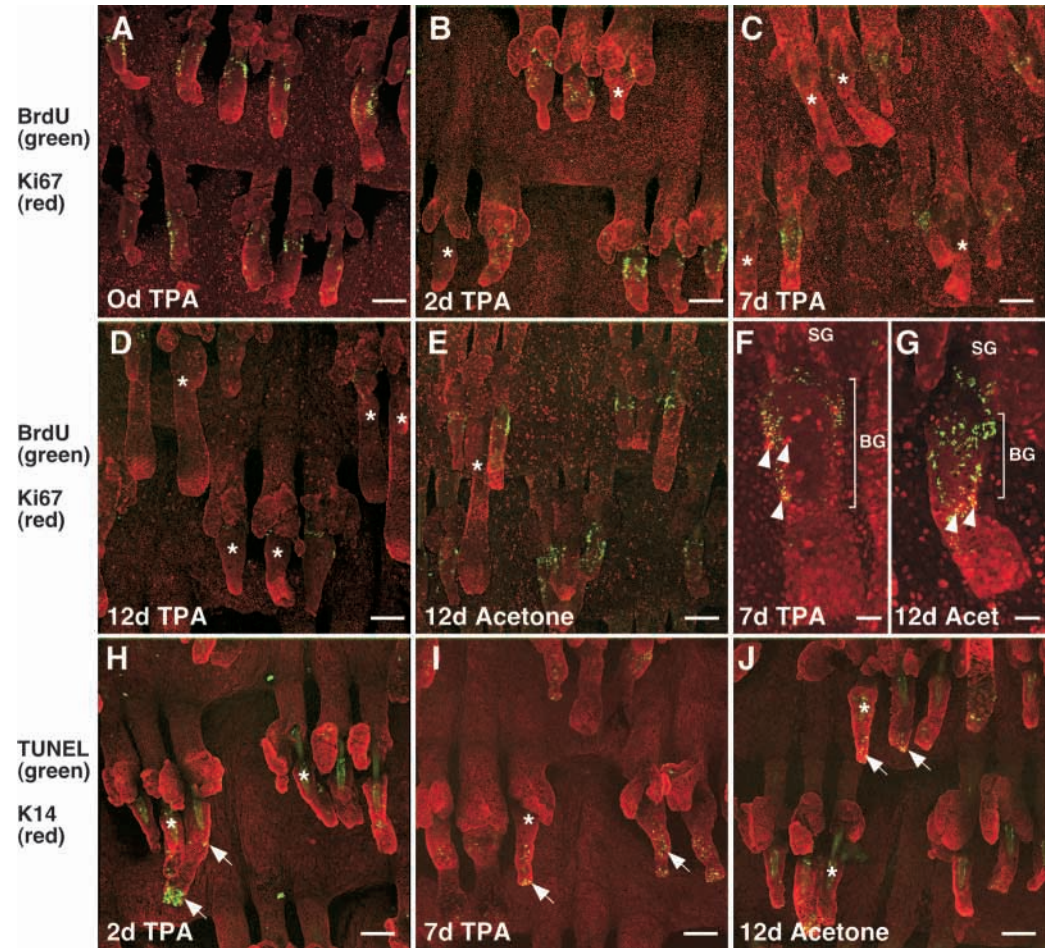 BrdU
(green)
Ki67
(red)
A
Od TPA
B
2d TPA
C
7d TPA
BrdU
(green)
Ki67
(red)
D
12d TPA
E
12d Acetone
F
SG
BG
7d TPA
G
SG
BG
12d Acet
TUNEL
(green)
K14
(red)
H
2d TPA
I
7d TPA
J
12d Acetone